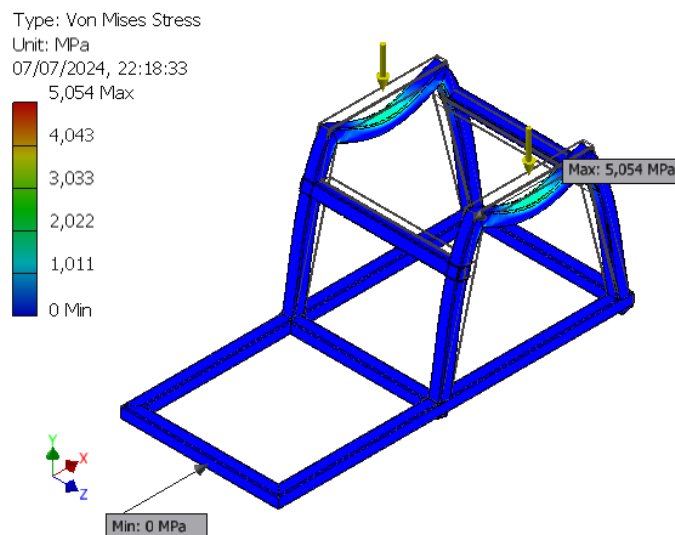 Type: Von Mises Stress
Unit: MPa
07/07/2024, 22:18:33
5,054 Max
4,043
3,033
2,022
1,011
0 Min
Max: 5,054 MPa
Y
X
Z
Min: 0 MPa